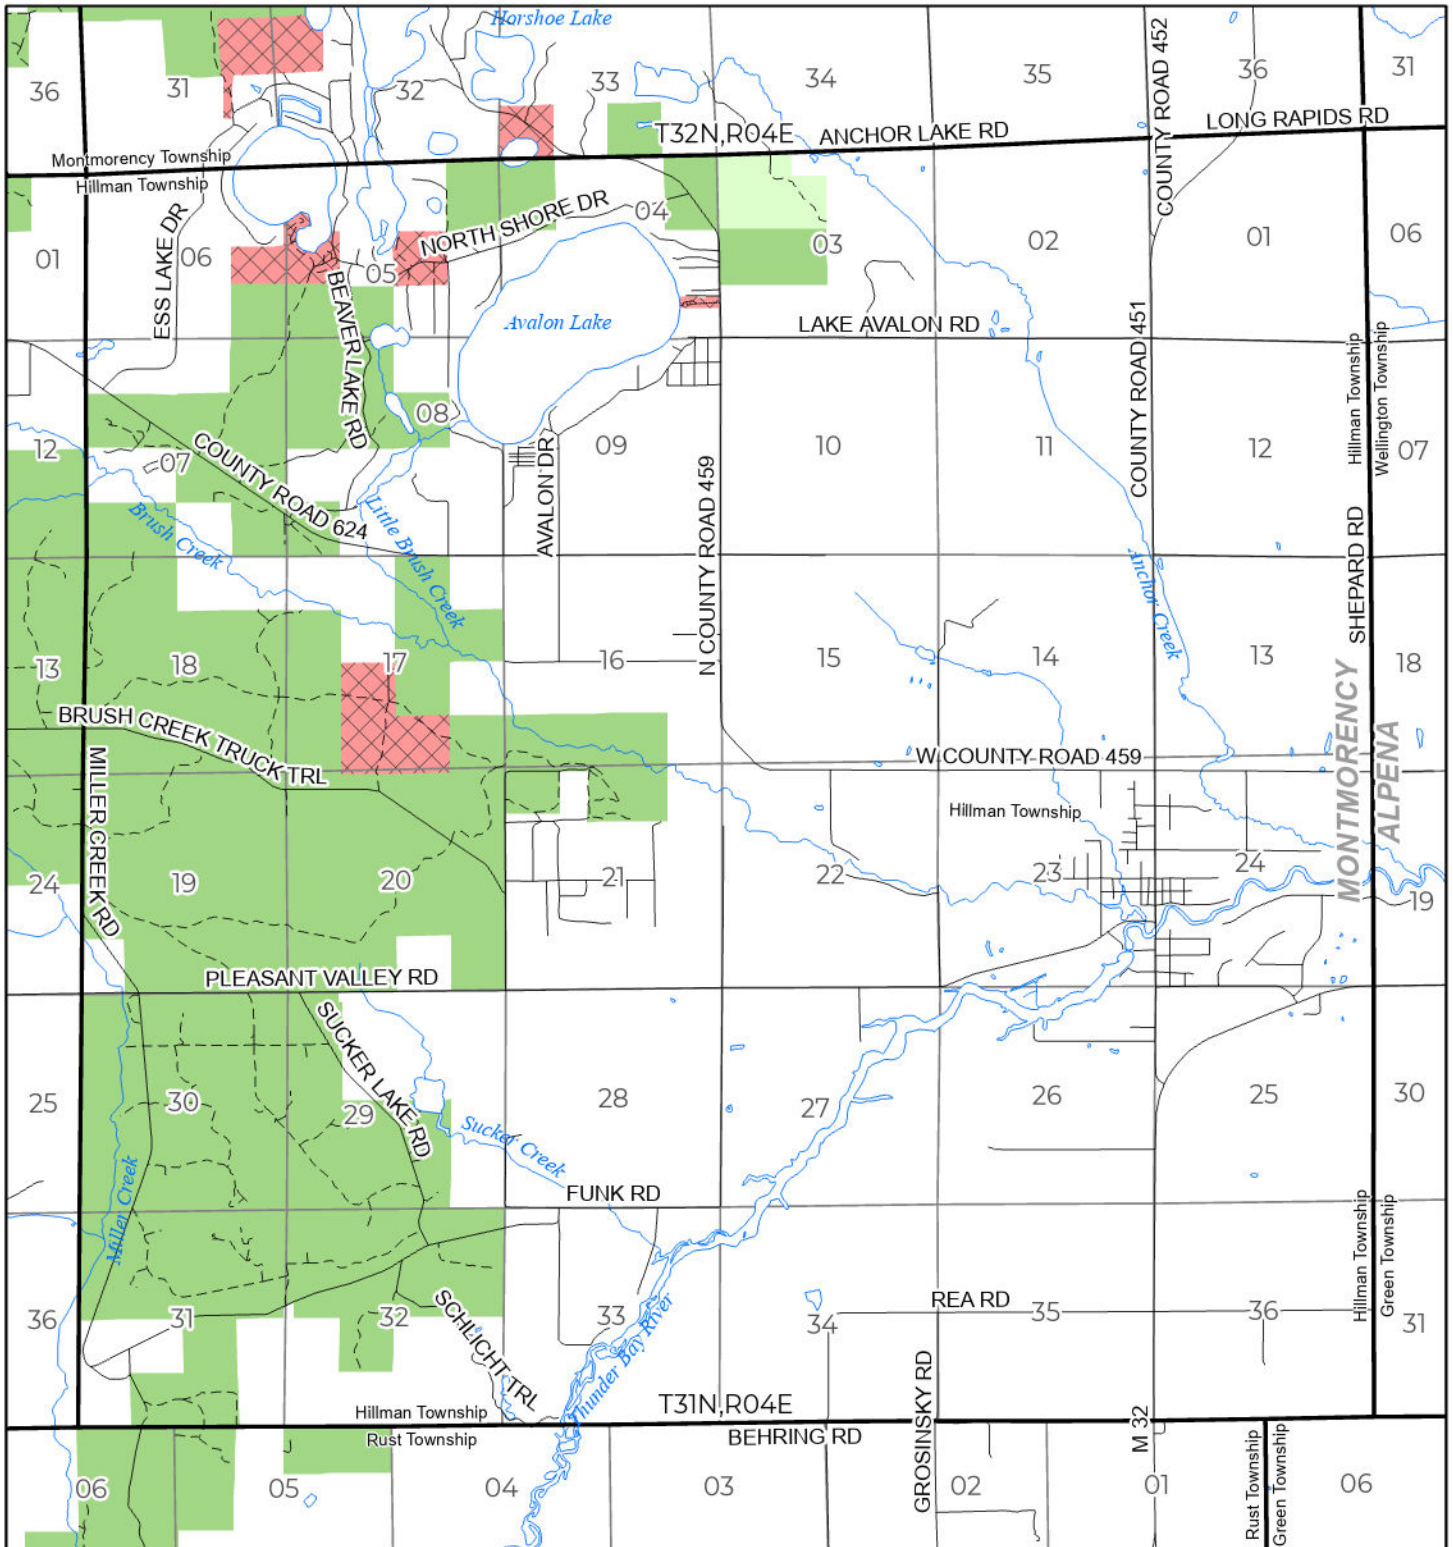 Horshoe Lake
36
31
32
33
34
35
36
31
COUNTY ROAD 452
T32N,R04E
ANCHOR LAKE RD
LONG RAPIDS RD
Montmorency Township
Hillman Township
ESS LAKE DR
NORTH SHORE DR
01
06
05
04
03
02
01
06
BEAVER LAKE RD
Avalon Lake
LAKE AVALON RD
COUNTY ROAD 451
Hillman Township
Wellington Township
12
07
08
09
10
11
12
07
COUNTY ROAD 624
AVALON DR
N COUNTY ROAD 459
SHEPARD RD
Brush Creek
Little Brush Creek
Anchor Creek
13
18
17
16
15
14
13
18
BRUSH CREEK TRUCK TRL
MILLER CREEK RD
W COUNTY ROAD 459
MONTMORENCY
ALPENA
Hillman Township
24
19
20
21
22
23
24
19
PLEASANT VALLEY RD
SUCKER LAKE RD
25
30
29
28
27
26
25
30
Sucker Creek
Miller Creek
FUNK RD
Hillman Township
Green Township
36
31
32
33
34
35
36
31
REA RD
SCHLICHT TRL
Thunder Bay River
GROSINSKY RD
T31N,R04E
M 32
Hillman Township
Rust Township
BEHRING RD
Rust Township
Green Township
06
05
04
03
02
01
06